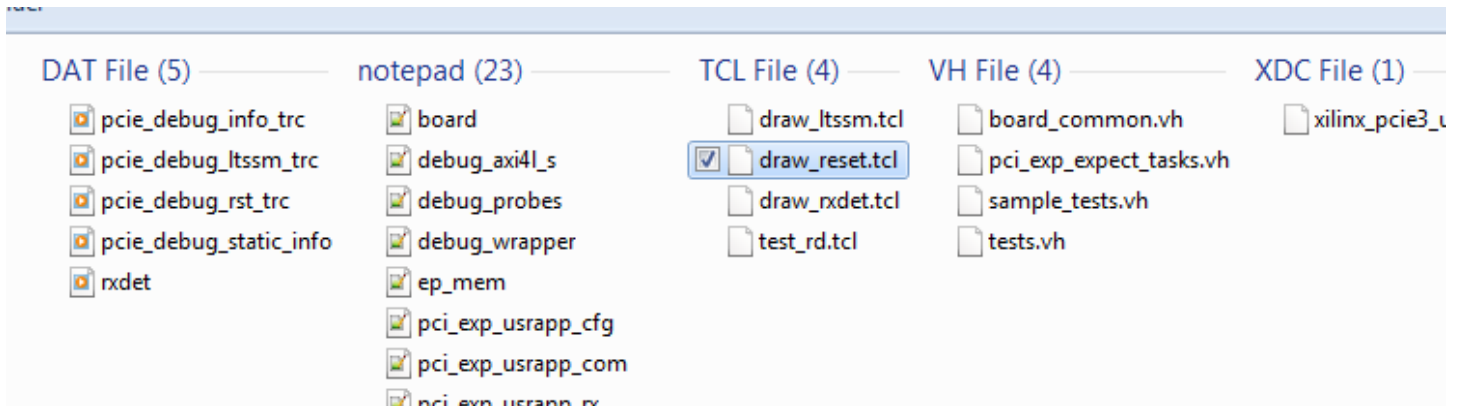 DAT File (5)
pcie_debug_info_trc
pcie_debug_ltssm_trc
pcie_debug_rst_trc
pcie_debug_static_info
rxdet
notepad (23)
board
debug_axi4l_s
debug_probes
debug_wrapper
ep_mem
pci_exp_usrapp_cfg
pci_exp_usrapp_com
pci_exp_usrapp_rx
TCL File (4)
draw_ltssm.tcl
draw_reset.tcl
draw_rxdet.tcl
test_rd.tcl
VH File (4)
board_common.vh
pci_exp_expect_tasks.vh
sample_tests.vh
tests.vh
XDC File (1)
xilinx_pcie3_u